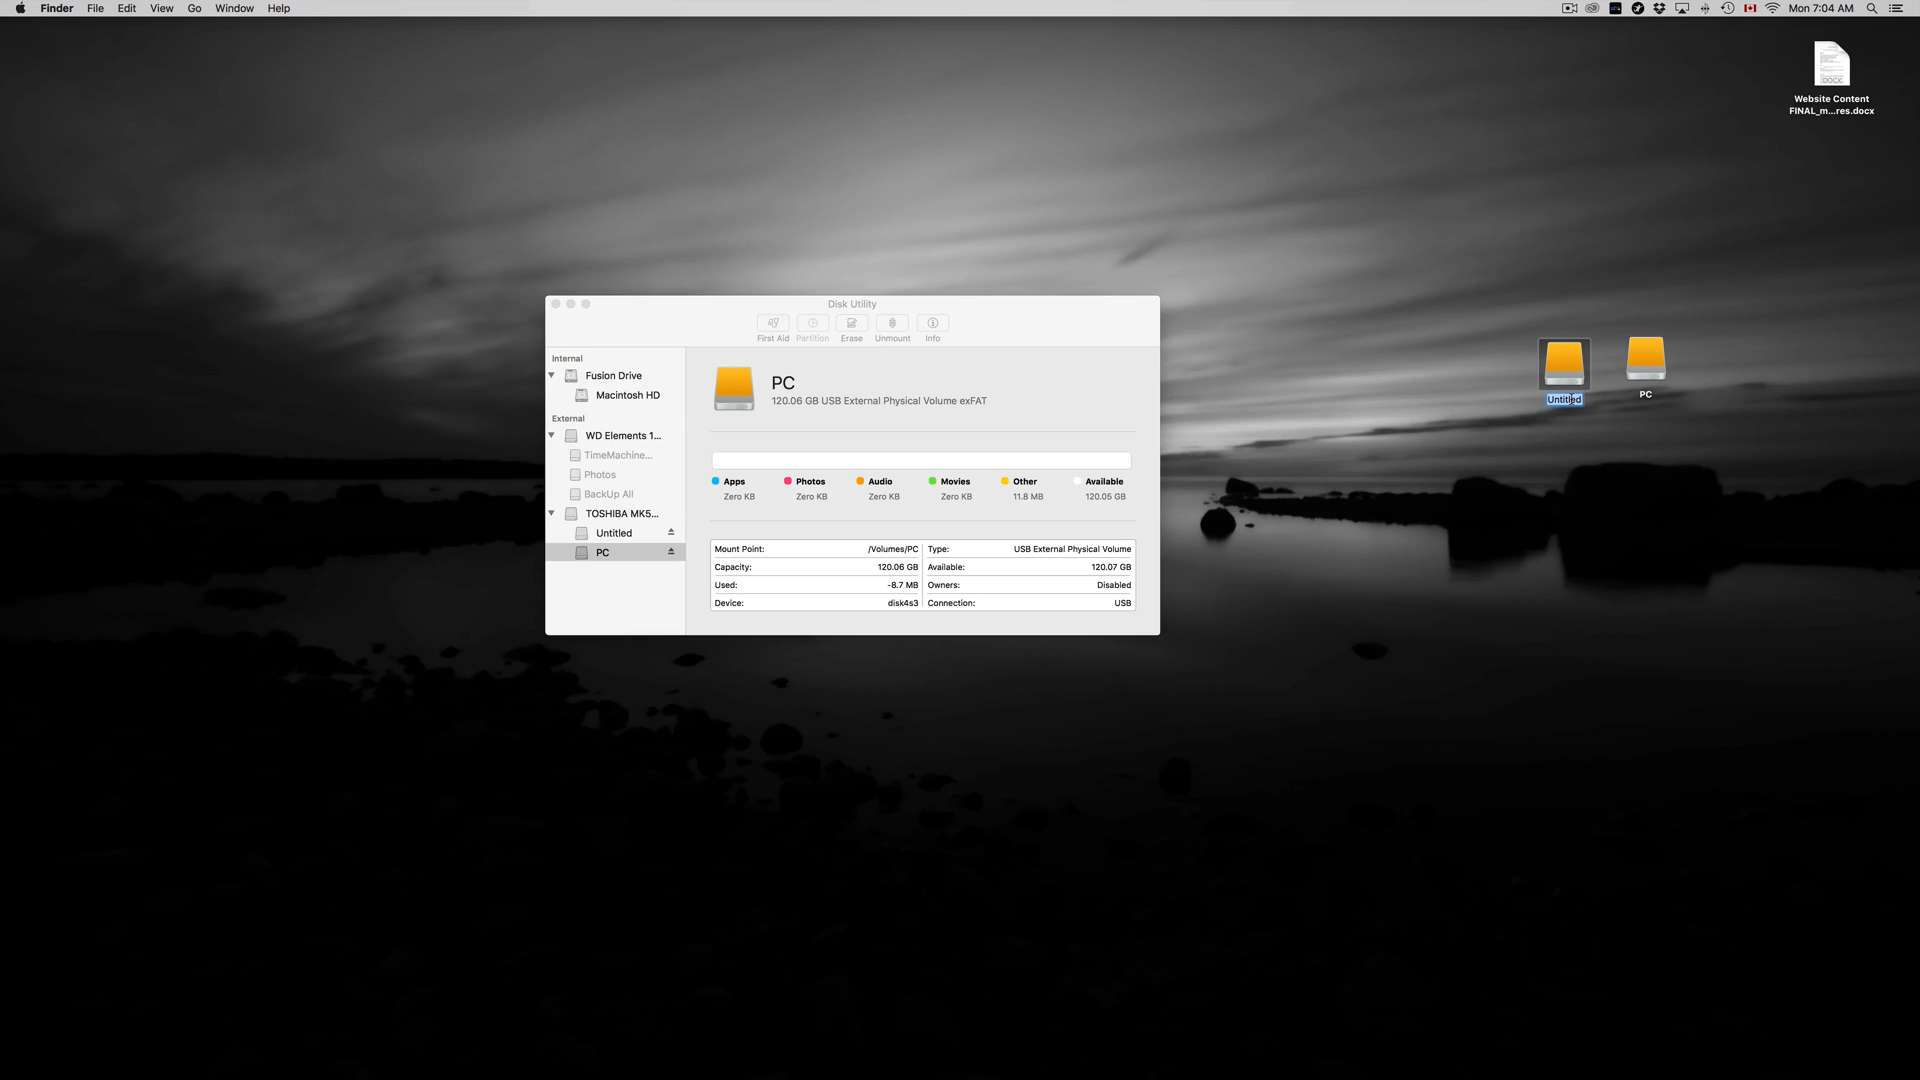 Finder File Edit View Go Window Help
Mon 7:04 AM
DOCX
Website Content
FINAL_m...res.docx
Disk Utility
First Aid Partition Erase Unmount Info
Internal
Fusion Drive
Macintosh HD
External
WD Elements 1...
TimeMachine...
Photos
BackUp All
TOSHIBA MK5...
Untitled
PC
PC
120.06 GB USB External Physical Volume exFAT
Apps Photos Audio Movies Other Available
Zero KB Zero KB Zero KB Zero KB 11.8 MB 120.05 GB
Mount Point: /Volumes/PC Type: USB External Physical Volume
Capacity: 120.06 GB Available: 120.07 GB
Used: -8.7 MB Owners: Disabled
Device: disk4s3 Connection: USB
Untitled
PC